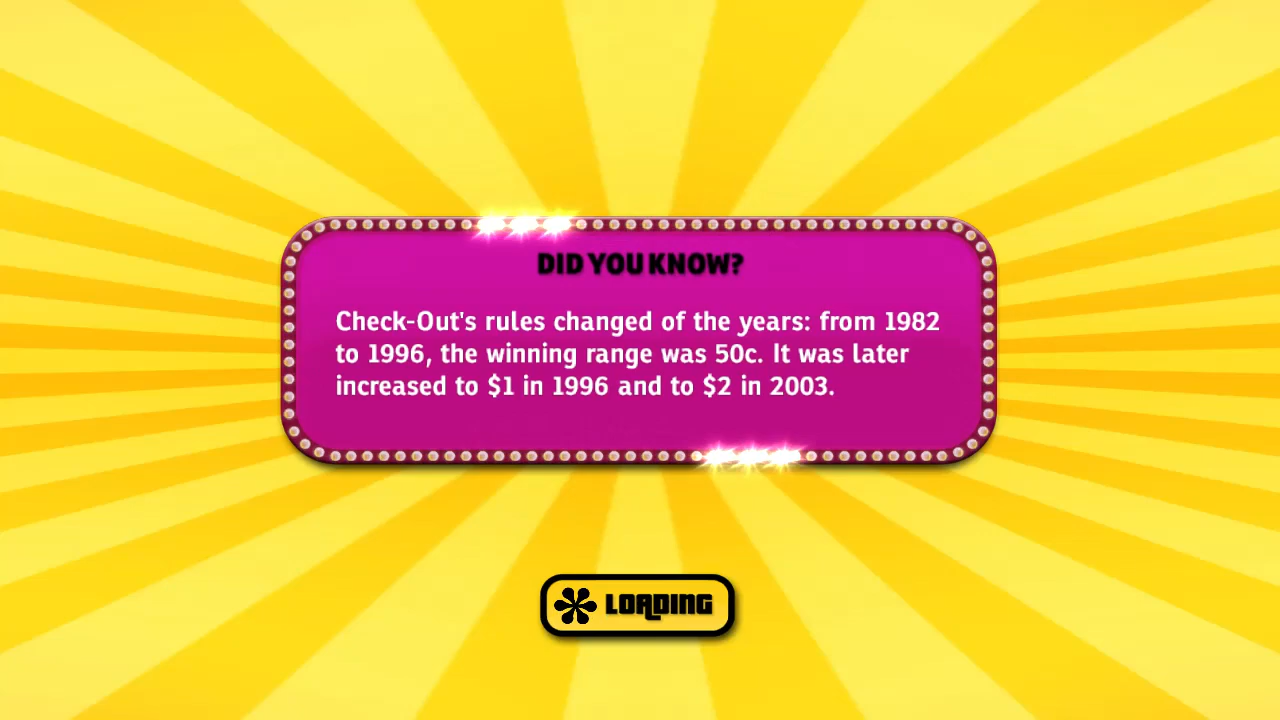 DID YOU KNOW?
Check-Out's rules changed of the years: from 1982
to 1996, the winning range was 50c. It was later
increased to $1 in 1996 and to $2 in 2003.
LOADING